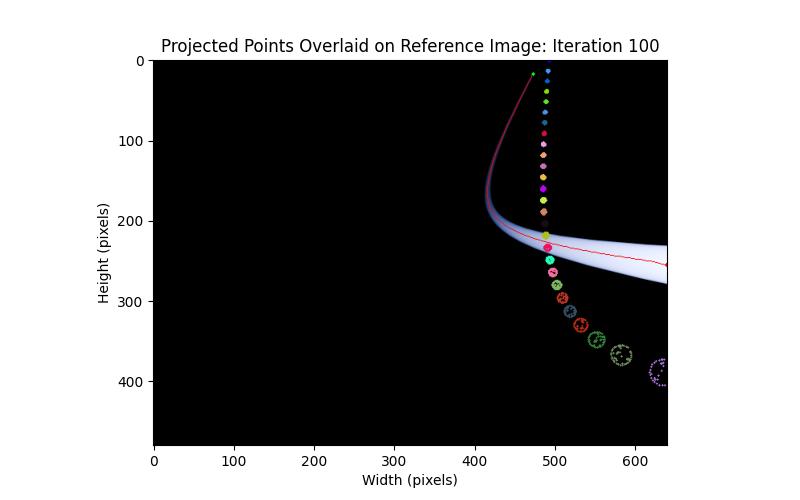 Projected Points Overlaid on Reference Image: Iteration 100
0
100
200
300
400
Height (pixels)
0 100 200 300 400 500 600
Width (pixels)